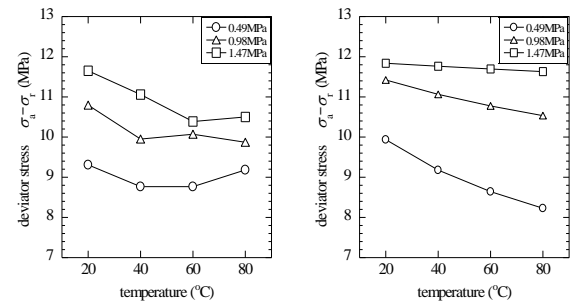 13
12
11
10
9
8
7
deviator stress σa − σr (MPa)
0.49MPa
0.98MPa
1.47MPa
20 40 60 80
temperature (°C)
13
12
11
10
9
8
7
deviator stress σa − σr (MPa)
0.49MPa
0.98MPa
1.47MPa
20 40 60 80
temperature (°C)